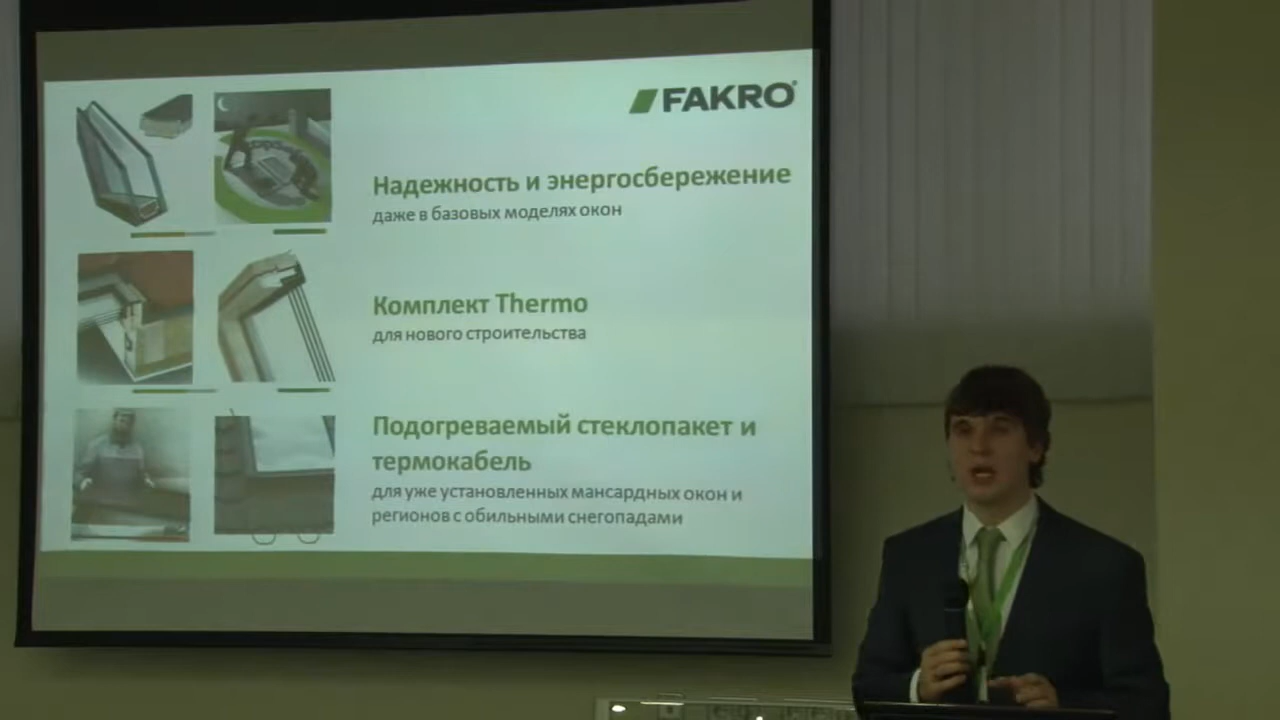 FAKRO
Надежность и энергосбережение
даже в базовых моделях окон
Комплект Thermo
для нового строительства
Подогреваемый стеклопакет и
термокабель
для уже установленных мансардных окон и
регионов с обильными снегопадами